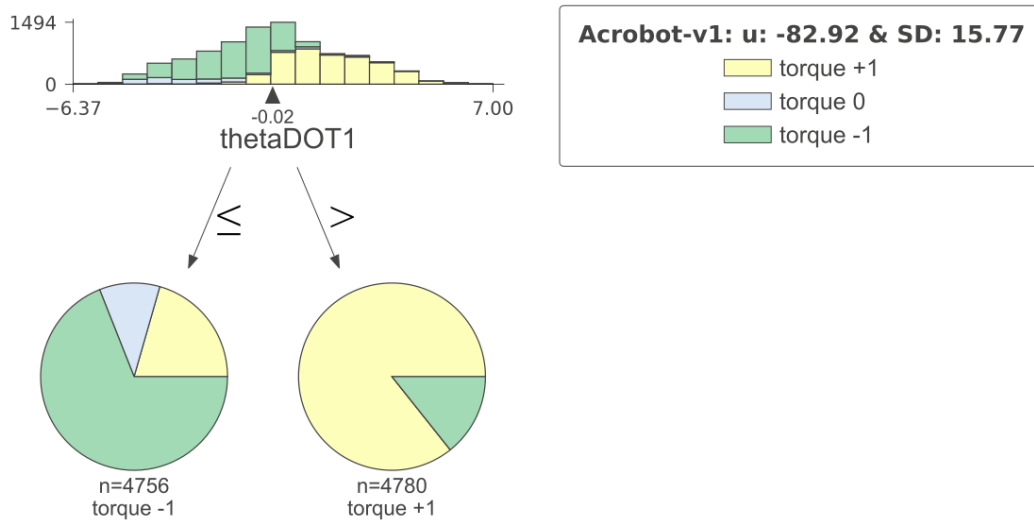 1494
0
−6.37
-0.02
7.00
thetaDOT1
Acrobot-v1: u: -82.92 & SD: 15.77
torque +1
torque 0
torque -1
≤
>
n=4756
torque -1
n=4780
torque +1